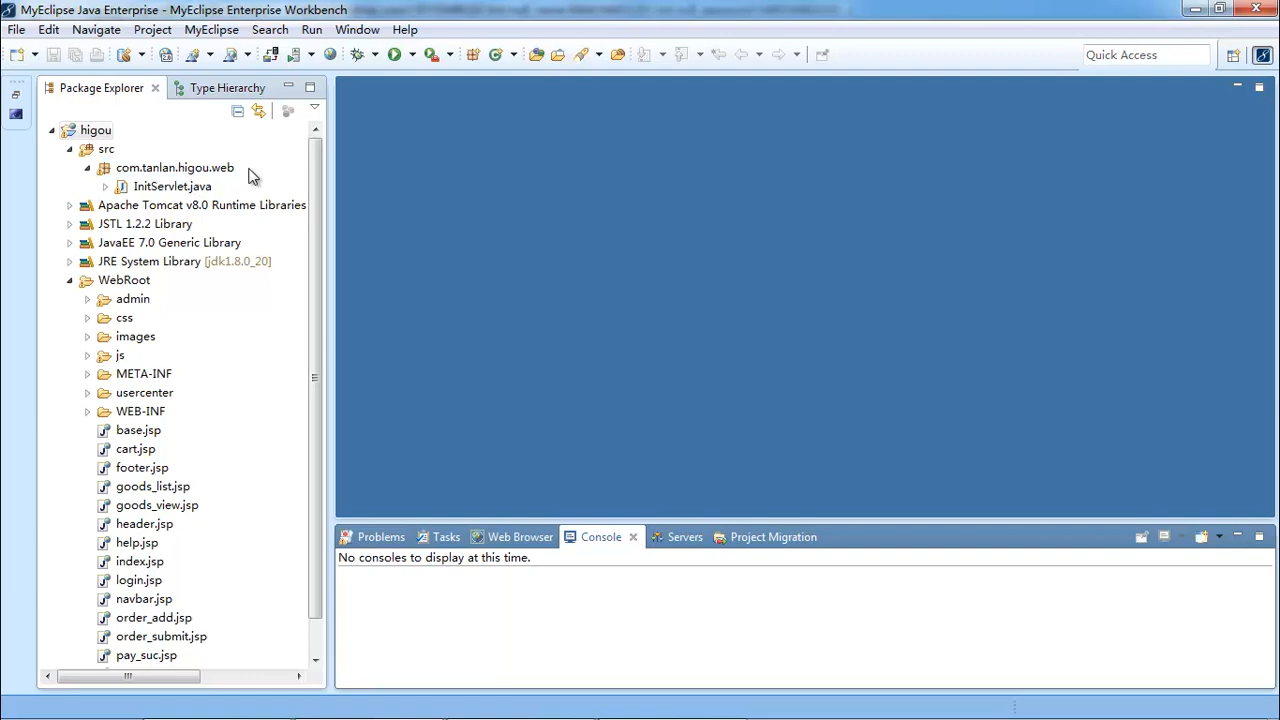 MyEclipse Java Enterprise - MyEclipse Enterprise Workbench
File Edit Navigate Project MyEclipse Search Run Window Help
Quick Access
Package Explorer
Type Hierarchy
higou
src
com.tanlan.higou.web
InitServlet.java
Apache Tomcat v8.0 Runtime Libraries
JSTL 1.2.2 Library
JavaEE 7.0 Generic Library
JRE System Library [jdk1.8.0_20]
WebRoot
admin
css
images
js
META-INF
usercenter
WEB-INF
base.jsp
cart.jsp
footer.jsp
goods_list.jsp
goods_view.jsp
header.jsp
help.jsp
index.jsp
login.jsp
navbar.jsp
order_add.jsp
order_submit.jsp
pay_suc.jsp
Problems Tasks Web Browser Console Servers Project Migration
No consoles to display at this time.